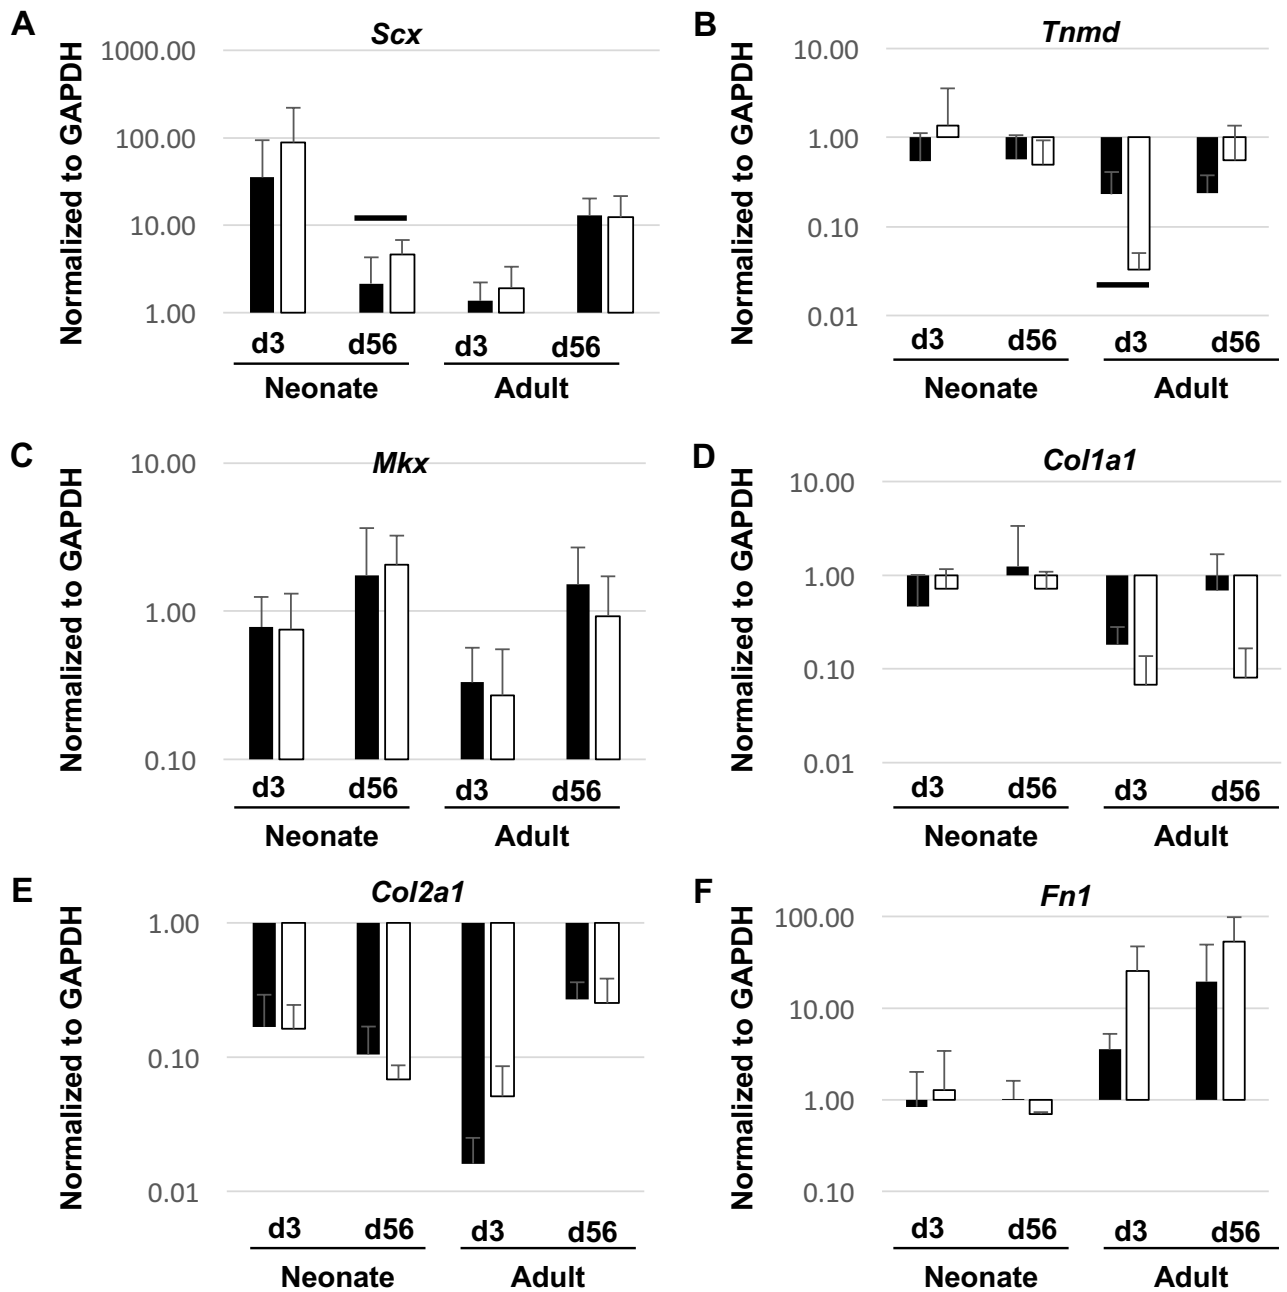 A
Scx
Normalized to GAPDH
1000.00
100.00
10.00
1.00
d3 d56 d3 d56
Neonate Adult
B
Tnmd
Normalized to GAPDH
10.00
1.00
0.10
0.01
d3 d56 d3 d56
Neonate Adult
C
Mkx
Normalized to GAPDH
10.00
1.00
0.10
d3 d56 d3 d56
Neonate Adult
D
Col1a1
Normalized to GAPDH
10.00
1.00
0.10
0.01
d3 d56 d3 d56
Neonate Adult
E
Col2a1
Normalized to GAPDH
1.00
0.10
0.01
d3 d56 d3 d56
Neonate Adult
F
Fn1
Normalized to GAPDH
100.00
10.00
1.00
0.10
d3 d56 d3 d56
Neonate Adult